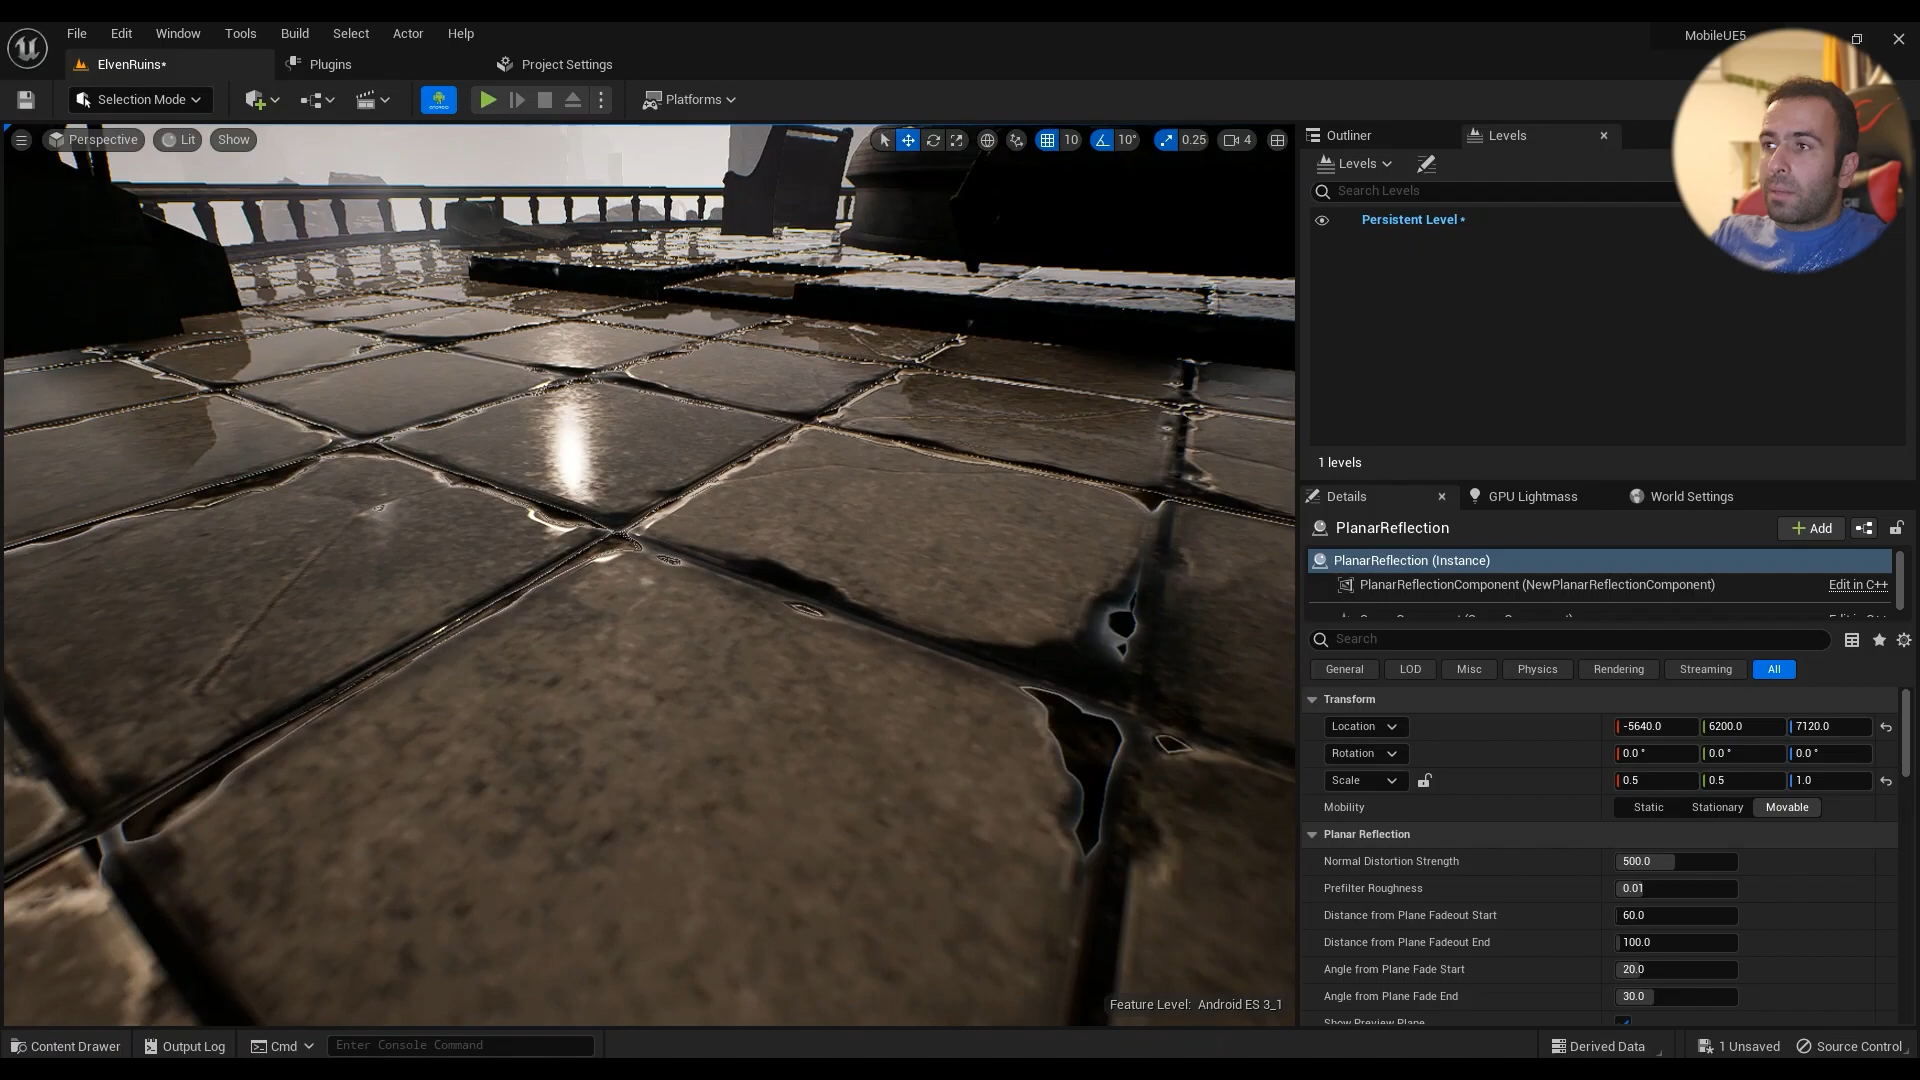 File Edit Window Tools Build Select Actor Help
MobileUE5
ElvenRuins*
Plugins
Project Settings
Selection Mode
Platforms
Perspective
Lit
Show
10
10°
0.25
4
Feature Level: Android ES 3_1
Outliner
Levels
Levels
Search Levels
Persistent Level *
1 levels
Details
GPU Lightmass
World Settings
PlanarReflection
Add
PlanarReflection (Instance)
PlanarReflectionComponent (NewPlanarReflectionComponent) Edit in C++
Search
General LOD Misc Physics Rendering Streaming All
Transform
Location -5640.0 6200.0 7120.0
Rotation 0.0 ° 0.0 ° 0.0 °
Scale 0.5 0.5 1.0
Mobility Static Stationary Movable
Planar Reflection
Normal Distortion Strength 500.0
Prefilter Roughness 0.01
Distance from Plane Fadeout Start 60.0
Distance from Plane Fadeout End 100.0
Angle from Plane Fade Start 20.0
Angle from Plane Fade End 30.0
Show Preview Plane
Content Drawer
Output Log
Cmd
Enter Console Command
Derived Data
1 Unsaved
Source Control